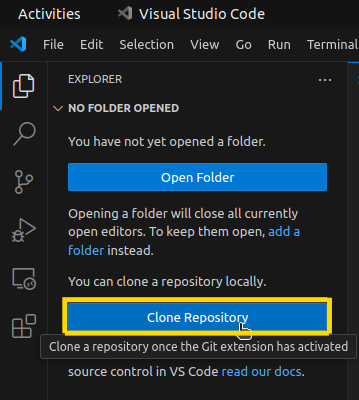 Activities Visual Studio Code
File Edit Selection View Go Run Terminal
EXPLORER ...
NO FOLDER OPENED
You have not yet opened a folder.
Open Folder
Opening a folder will close all currently
open editors. To keep them open, add a
folder instead.
You can clone a repository locally.
Clone Repository
Clone a repository once the Git extension has activated
source control in VS Code read our docs.